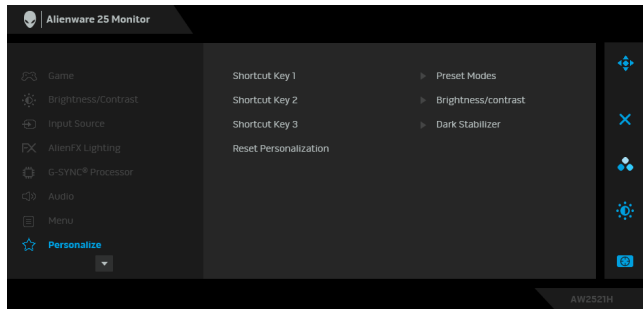 Alienware 25 Monitor
Game
Brightness/Contrast
Input Source
AlienFX Lighting
G-SYNC® Processor
Audio
Menu
Personalize
Shortcut Key 1 Preset Modes
Shortcut Key 2 Brightness/contrast
Shortcut Key 3 Dark Stabilizer
Reset Personalization
AW2521H